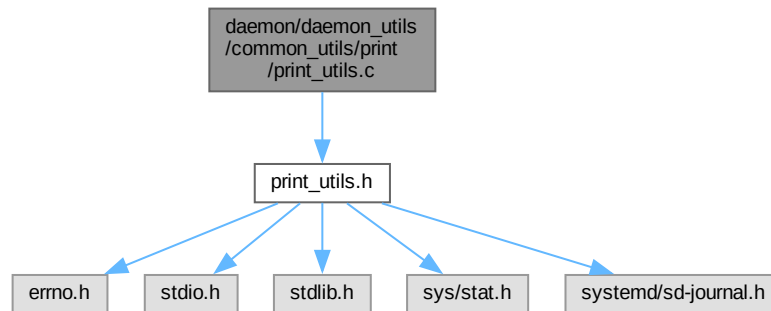 daemon/daemon_utils
/common_utils/print
/print_utils.c
print_utils.h
errno.h
stdio.h
stdlib.h
sys/stat.h
systemd/sd-journal.h